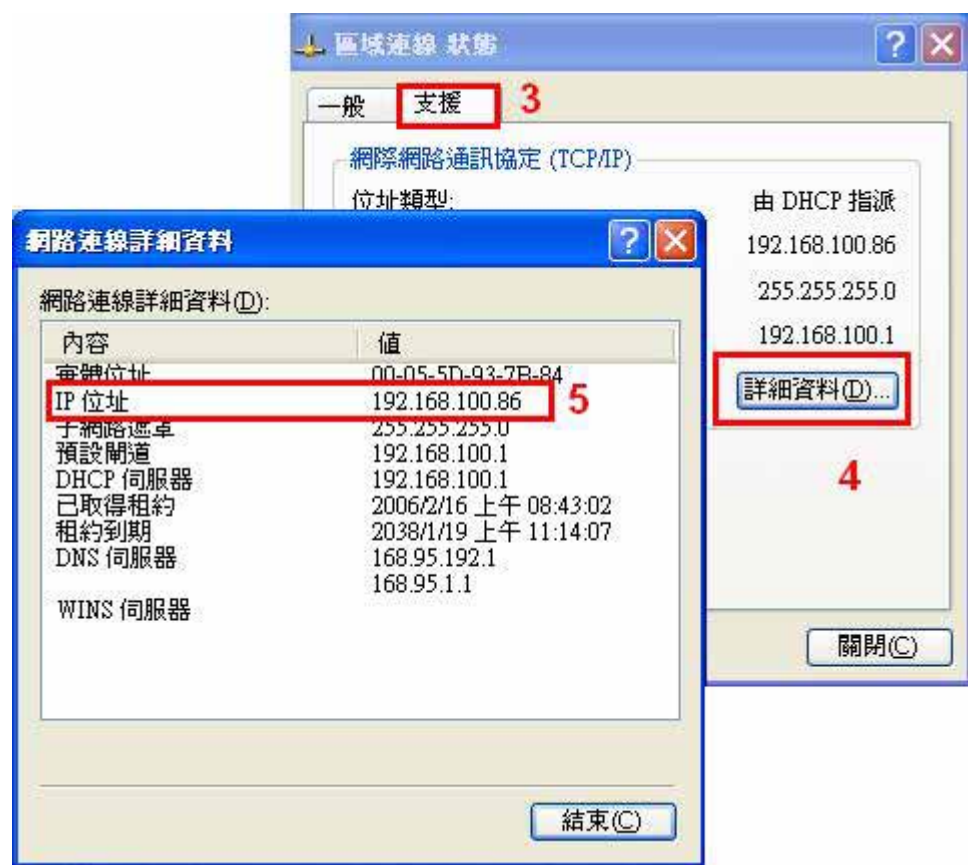 區域連線 狀態
一般 支援 3
網際網路通訊協定 (TCP/IP)
位址類型: 由 DHCP 指派
192.168.100.86
255.255.255.0
192.168.100.1
詳細資料(D)...
4
關閉(C)
網路連線詳細資料
網路連線詳細資料(D):
內容 值
實體位址 00-05-5D-93-7B-84
IP 位址 192.168.100.86 5
子網路遮罩 255.255.255.0
預設閘道 192.168.100.1
DHCP 伺服器 192.168.100.1
已取得租約 2006/2/16 上午 08:43:02
租約到期 2038/1/19 上午 11:14:07
DNS 伺服器 168.95.192.1
168.95.1.1
WINS 伺服器
結束(C)